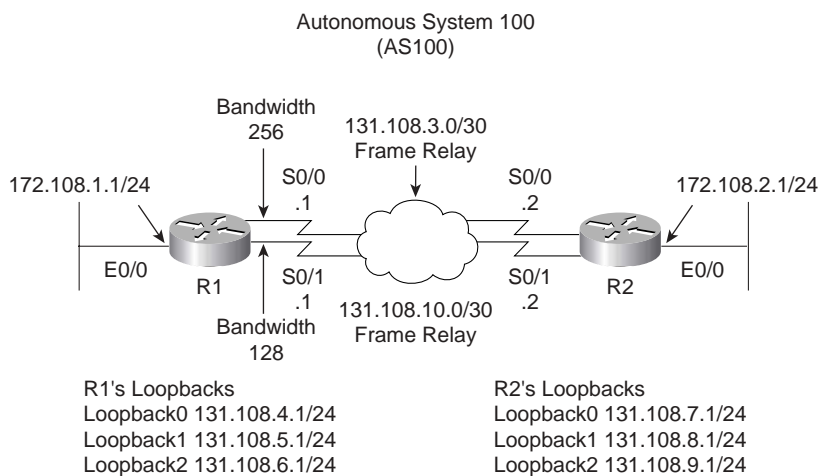 Autonomous System 100
(AS100)
Bandwidth
256
131.108.3.0/30
Frame Relay
172.108.1.1/24
S0/0
.1
S0/0
.2
172.108.2.1/24
E0/0
R1
S0/1
.1
S0/1
.2
R2
E0/0
Bandwidth
128
131.108.10.0/30
Frame Relay
R1's Loopbacks
Loopback0 131.108.4.1/24
Loopback1 131.108.5.1/24
Loopback2 131.108.6.1/24
R2's Loopbacks
Loopback0 131.108.7.1/24
Loopback1 131.108.8.1/24
Loopback2 131.108.9.1/24